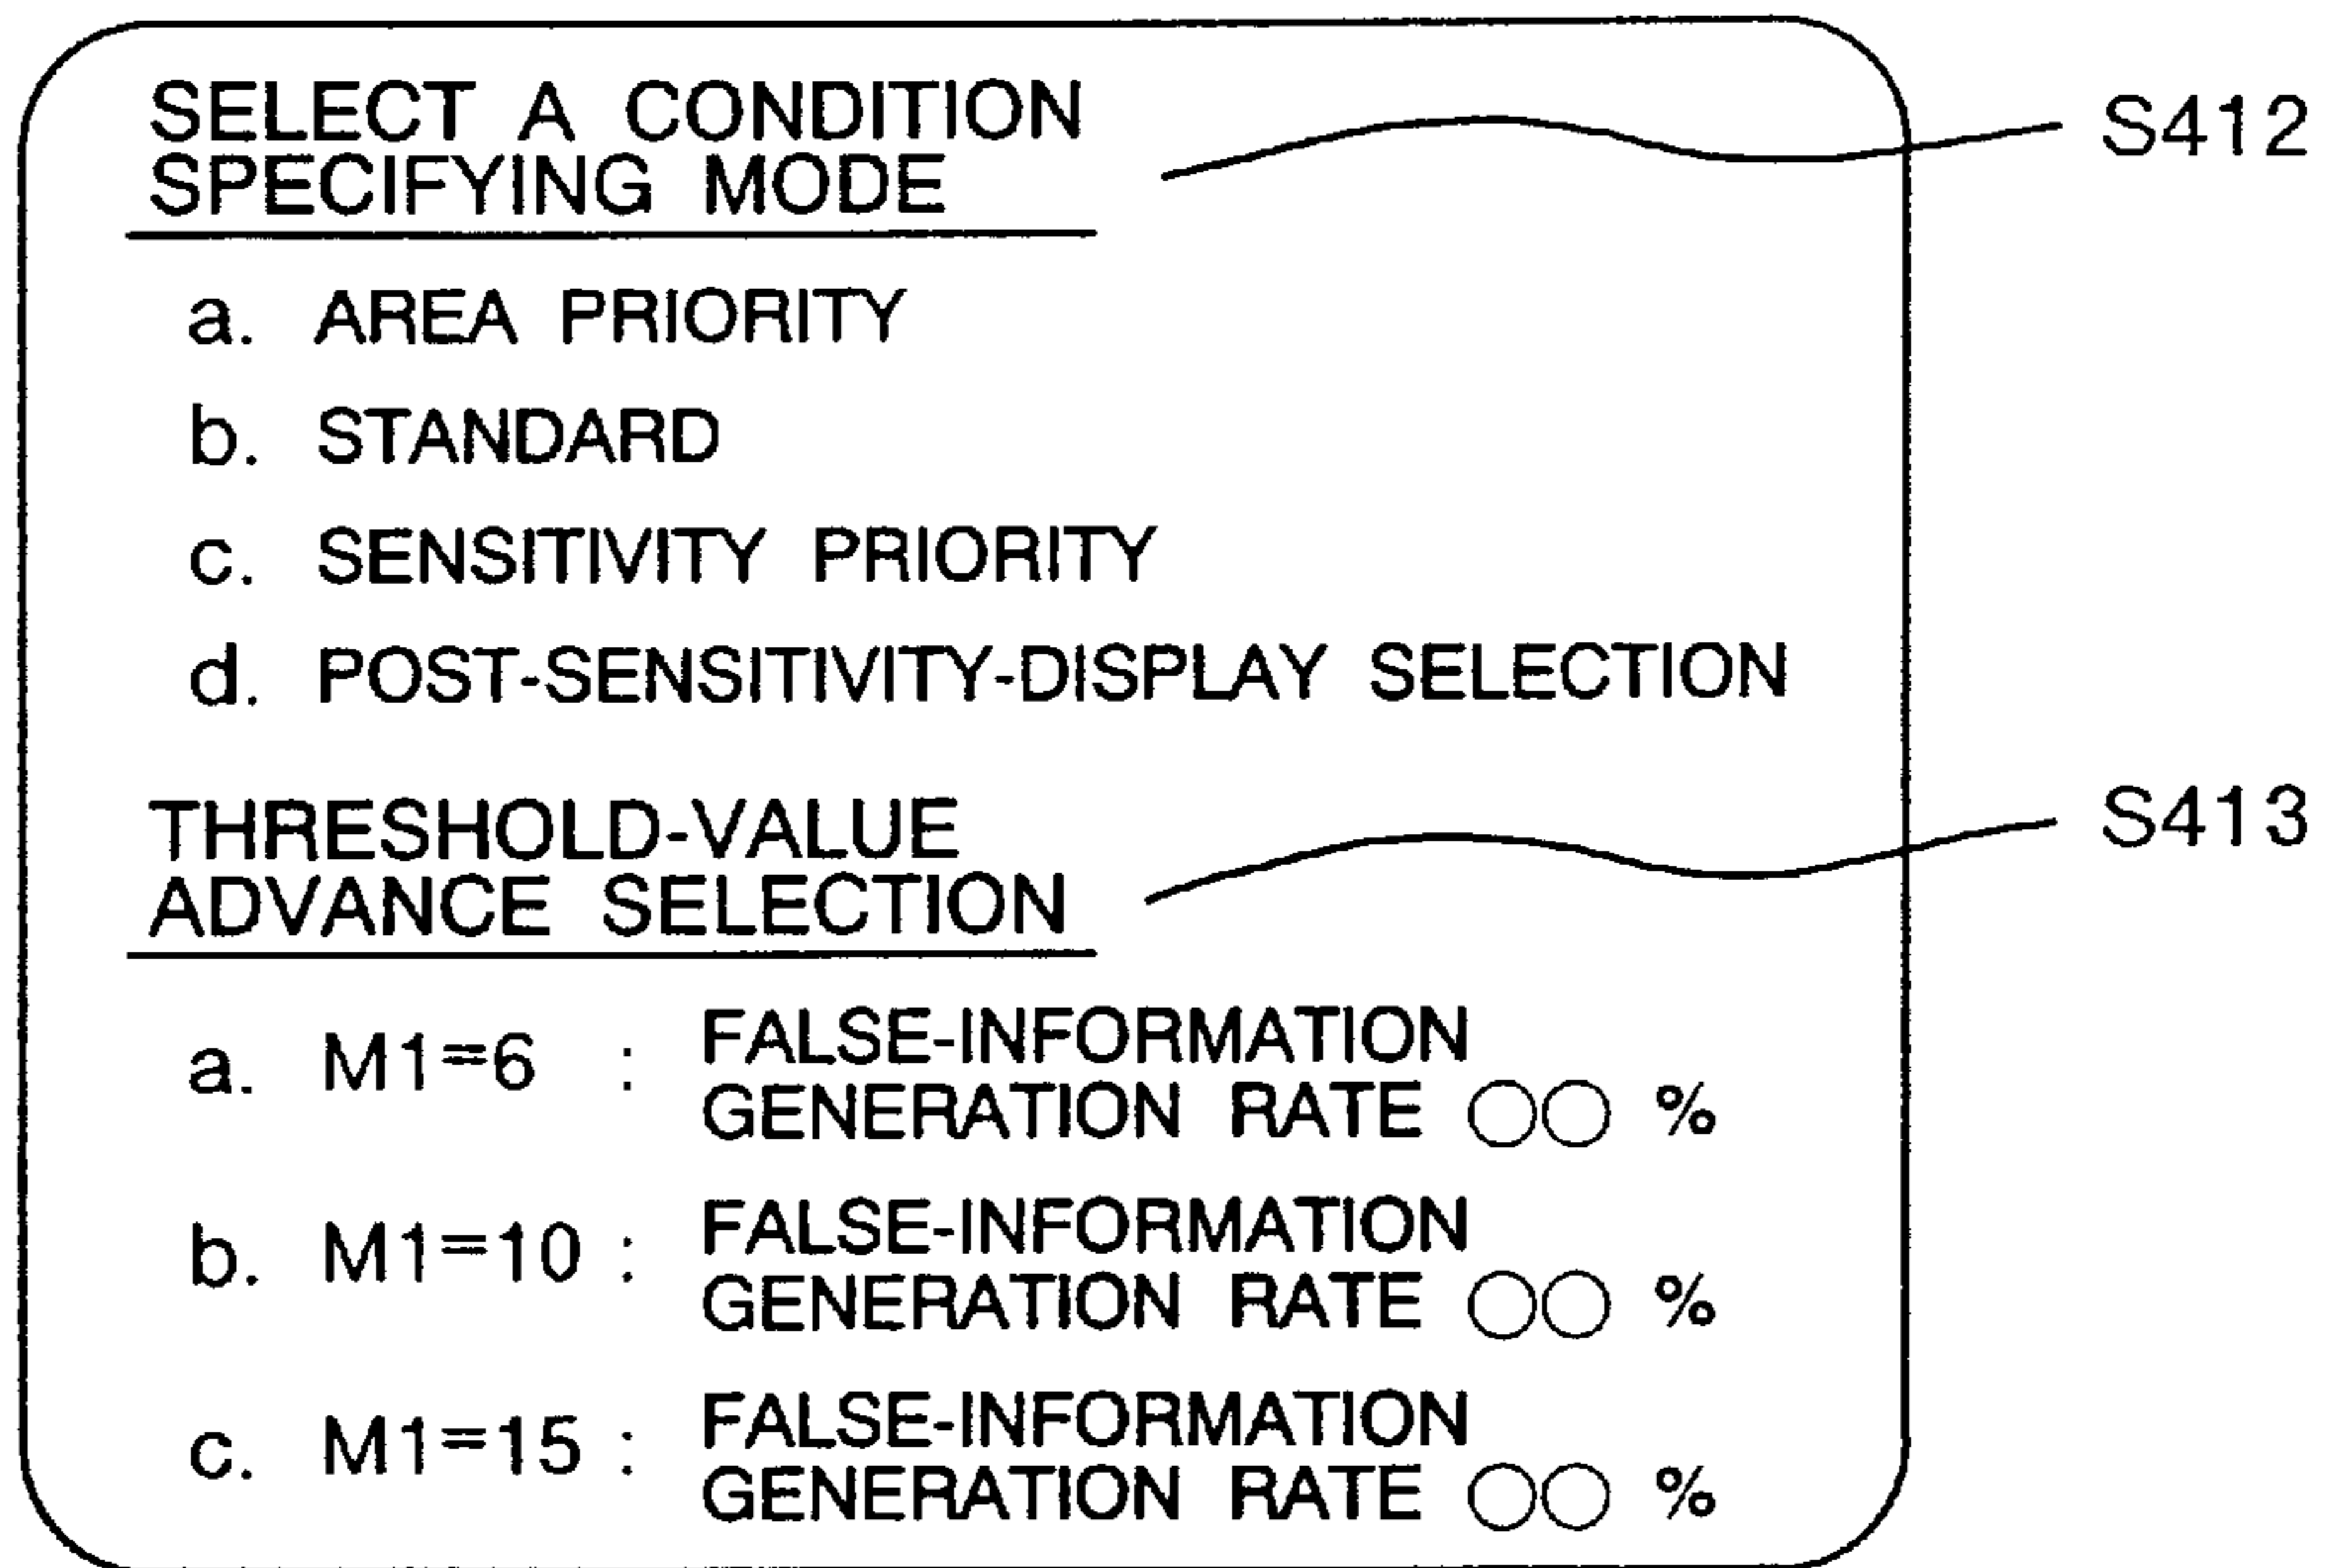 SELECT A CONDITION
SPECIFYING MODE
S412
a. AREA PRIORITY
b. STANDARD
c. SENSITIVITY PRIORITY
d. POST-SENSITIVITY-DISPLAY SELECTION
THRESHOLD-VALUE
ADVANCE SELECTION
S413
a. M1=6 : FALSE-INFORMATION
GENERATION RATE ○○ %
b. M1=10 : FALSE-INFORMATION
GENERATION RATE ○○ %
c. M1=15 : FALSE-INFORMATION
GENERATION RATE ○○ %